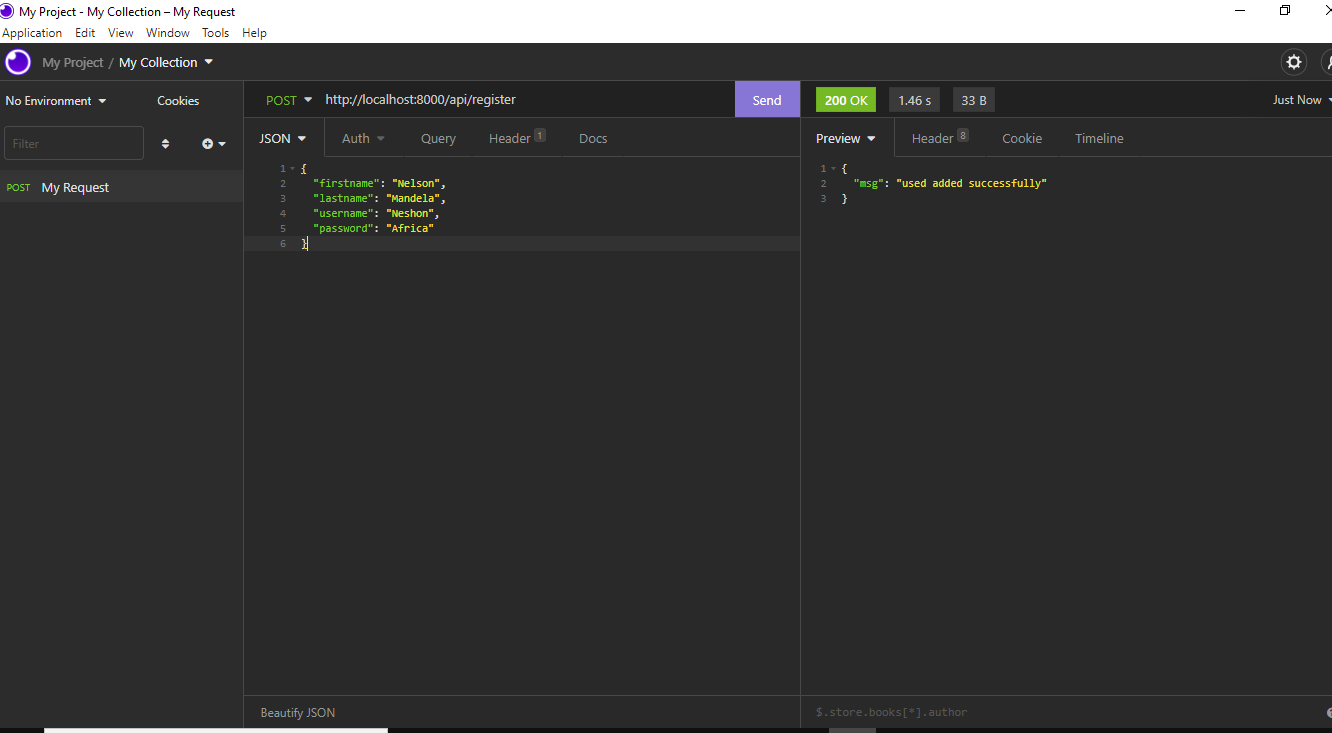 My Project - My Collection – My Request
Application Edit View Window Tools Help
My Project / My Collection
No Environment Cookies
POST http://localhost:8000/api/register Send
200 OK 1.46 s 33 B Just Now
Filter
JSON Auth Query Header 1 Docs
Preview Header 8 Cookie Timeline
POST My Request
1 {
2 "firstname": "Nelson",
3 "lastname": "Mandela",
4 "username": "Neshon",
5 "password": "Africa"
6 }
1 {
2 "msg": "used added successfully"
3 }
Beautify JSON
$.store.books[*].author